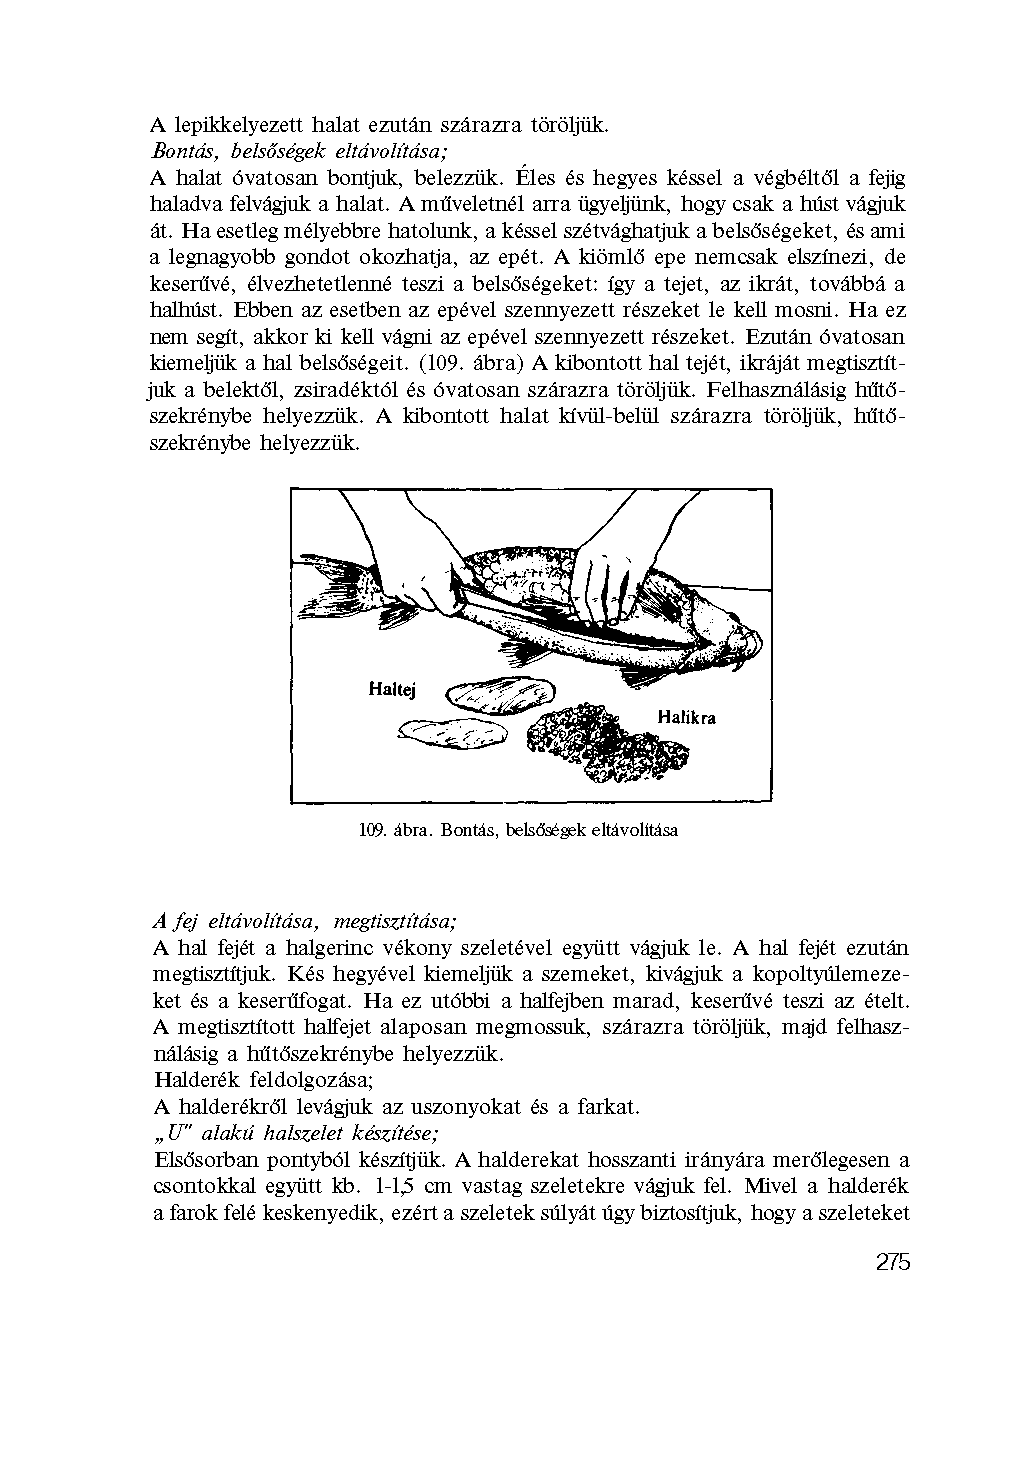 A lepikkelyezett halat ezután szárazra töröljük.
Bontás, belsőségek eltávolítása;
A halat óvatosan bontjuk, belezzük. Éles és hegyes késsel a végbéltől a fejig
haladva felvágjuk a halat. A műveletnél arra ügyeljünk, hogy csak a húst vágjuk
át. Ha esetleg mélyebbre hatolunk, a késsel szétvághatjuk a belsőségeket, és ami
a legnagyobb gondot okozhatja, az epét. A kiömlő epe nemcsak elszínezi, de
keserűvé, élvezhetetlenné teszi a belsőségeket: így a tejet, az ikrát, továbbá a
halhúst. Ebben az esetben az epével szennyezett részeket le kell mosni. Ha ez
nem segít, akkor ki kell vágni az epével szennyezett részeket. Ezután óvatosan
kiemeljük a hal belsőségeit. (109. ábra) A kibontott hal tejét, ikráját megtisztít-
juk a belektől, zsiradéktól és óvatosan szárazra töröljük. Felhasználásig hűtő-
szekrénybe helyezzük. A kibontott halat kívül-belül szárazra töröljük, hűtő-
szekrénybe helyezzük.
Haltej
Halikra
109. ábra. Bontás, belsőségek eltávolítása
A fej eltávolítása, megtisztítása;
A hal fejét a halgerinc vékony szeletével együtt vágjuk le. A hal fejét ezután
megtisztítjuk. Kés hegyével kiemeljük a szemeket, kivágjuk a kopoltyúlemeze-
ket és a keserűfogat. Ha ez utóbbi a halfejben marad, keserűvé teszi az ételt.
A megtisztított halfejet alaposan megmossuk, szárazra töröljük, majd felhasz-
nálásig a hűtőszekrénybe helyezzük.
Halderék feldolgozása;
A halderékről levágjuk az uszonyokat és a farkat.
„U" alakú halszelet készítése;
Elsősorban pontyból készítjük. A halderekat hosszanti irányára merőlegesen a
csontokkal együtt kb. 1-1,5 cm vastag szeletekre vágjuk fel. Mivel a halderék
a farok felé keskenyedik, ezért a szeletek súlyát úgy biztosítjuk, hogy a szeleteket
275